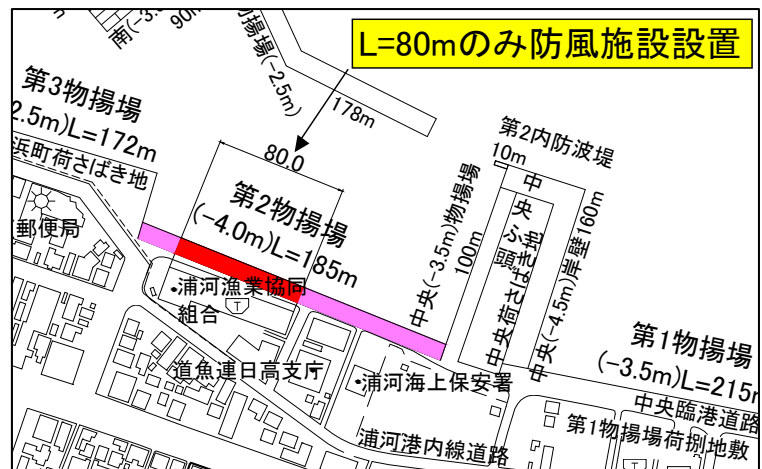 L=80mのみ防風施設設置
南(-3.
90m
物揚場(-2.5m)
178m
第3物揚場
2.5m)L=172m
浜町荷さばき地
80.0
第2物揚場
(-4.0m)L=185m
第2内防波堤
10m
中央ふ頭
中央荷さばき地
中央(-4.5m)岸壁160m
中央(-3.5m)物揚場
100m
郵便局
浦河漁業協同
組合
道魚連日高支庁
浦河海上保安署
第1物揚場
(-3.5m)L=215m
中央臨港道路
第1物揚場荷捌地敷
浦河港内線道路